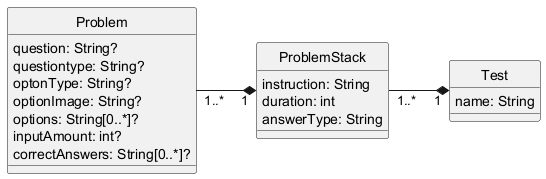 Problem
question: String?
questiontype: String?
optonType: String?
optionImage: String?
options: String[0..*]?
inputAmount: int?
correctAnswers: String[0..*]?
1..*
1
ProblemStack
instruction: String
duration: int
answerType: String
1..*
1
Test
name: String